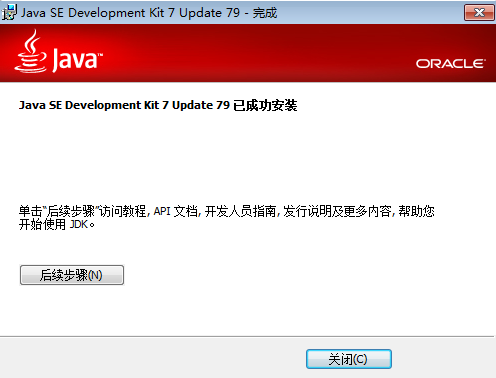 Java SE Development Kit 7 Update 79 - 完成
Java™
ORACLE®
Java SE Development Kit 7 Update 79 已成功安装
单击“后续步骤”访问教程, API 文档, 开发人员指南, 发行说明及更多内容, 帮助您
开始使用 JDK。
后续步骤(N)
关闭(C)